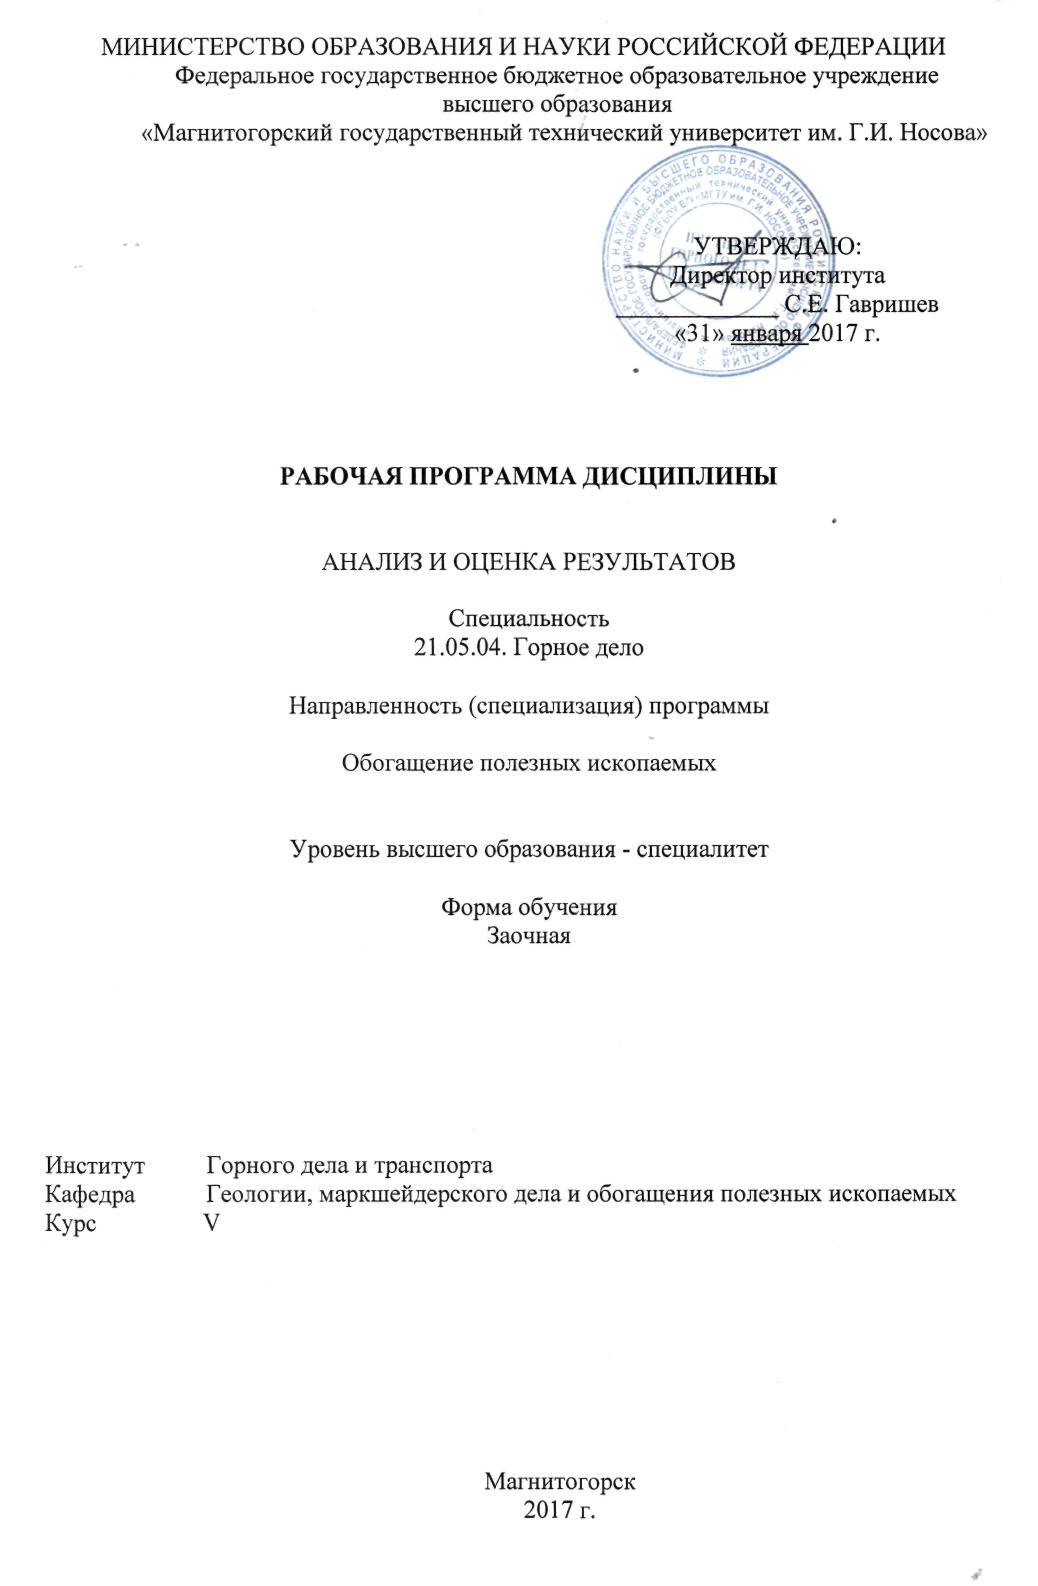 МИНИСТЕРСТВО ОБРАЗОВАНИЯ И НАУКИ РОССИЙСКОЙ ФЕДЕРАЦИИ
Федеральное государственное бюджетное образовательное учреждение
высшего образования
«Магнитогорский государственный технический университет им. Г.И. Носова»
УТВЕРЖДАЮ:
Директор института
С.Е. Гавришев
«31» января 2017 г.
РАБОЧАЯ ПРОГРАММА ДИСЦИПЛИНЫ
АНАЛИЗ И ОЦЕНКА РЕЗУЛЬТАТОВ
Специальность
21.05.04. Горное дело
Направленность (специализация) программы
Обогащение полезных ископаемых
Уровень высшего образования - специалитет
Форма обучения
Заочная
Институт Горного дела и транспорта
Кафедра Геологии, маркшейдерского дела и обогащения полезных ископаемых
Курс V
Магнитогорск
2017 г.